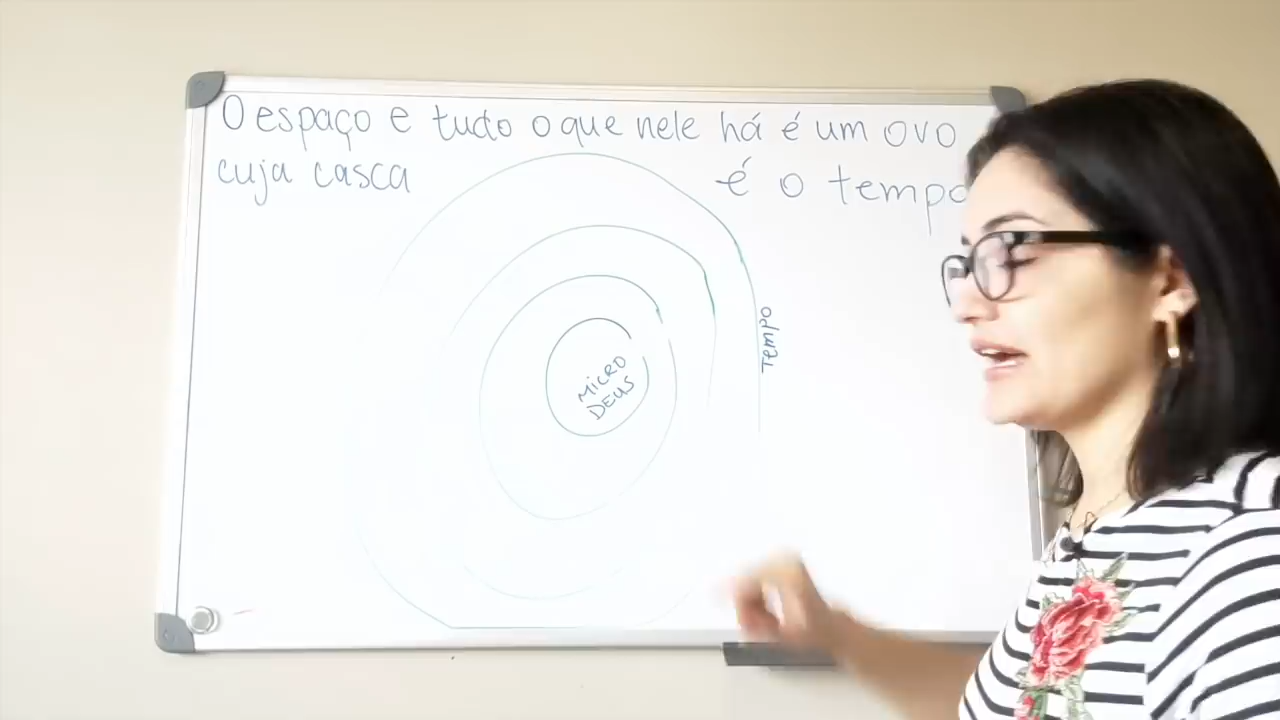 O espaço e tudo o que nele há é um ovo
cuja casca é o tempo
Tempo
MICRO
DEUS